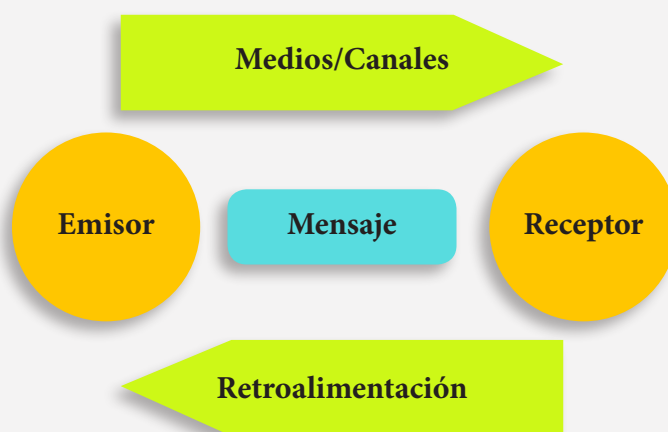 Medios/Canales
Emisor
Mensaje
Receptor
Retroalimentación